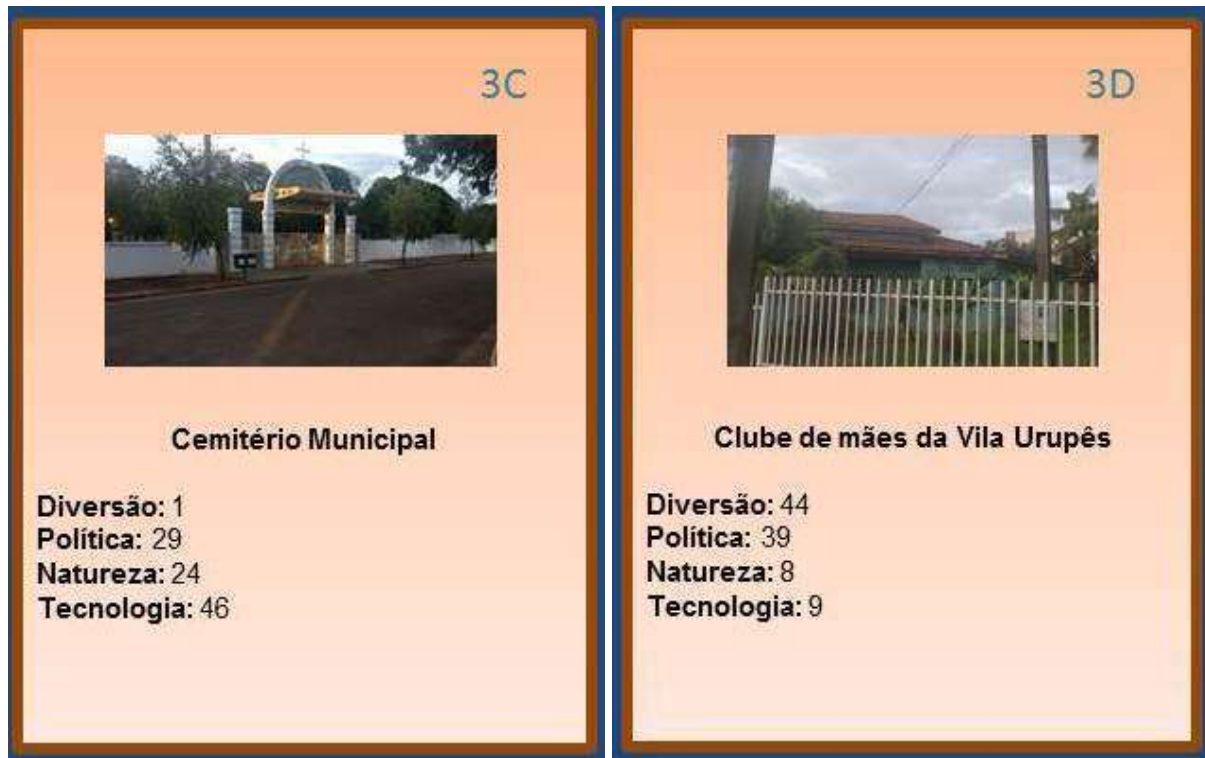 3C
Cemitério Municipal
Diversão: 1
Política: 29
Natureza: 24
Tecnologia: 46
3D
Clube de mães da Vila Urupês
Diversão: 44
Política: 39
Natureza: 8
Tecnologia: 9